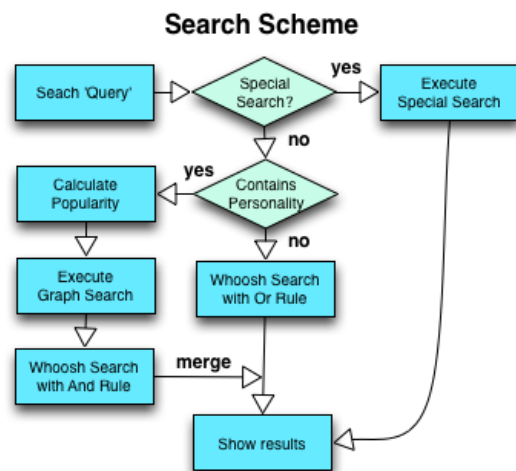 Search Scheme
Seach 'Query'
Special
Search?
yes
Execute
Special Search
no
yes
Calculate
Popularity
Contains
Personality
no
Execute
Graph Search
Whoosh Search
with Or Rule
Whoosh Search
with And Rule
merge
Show results